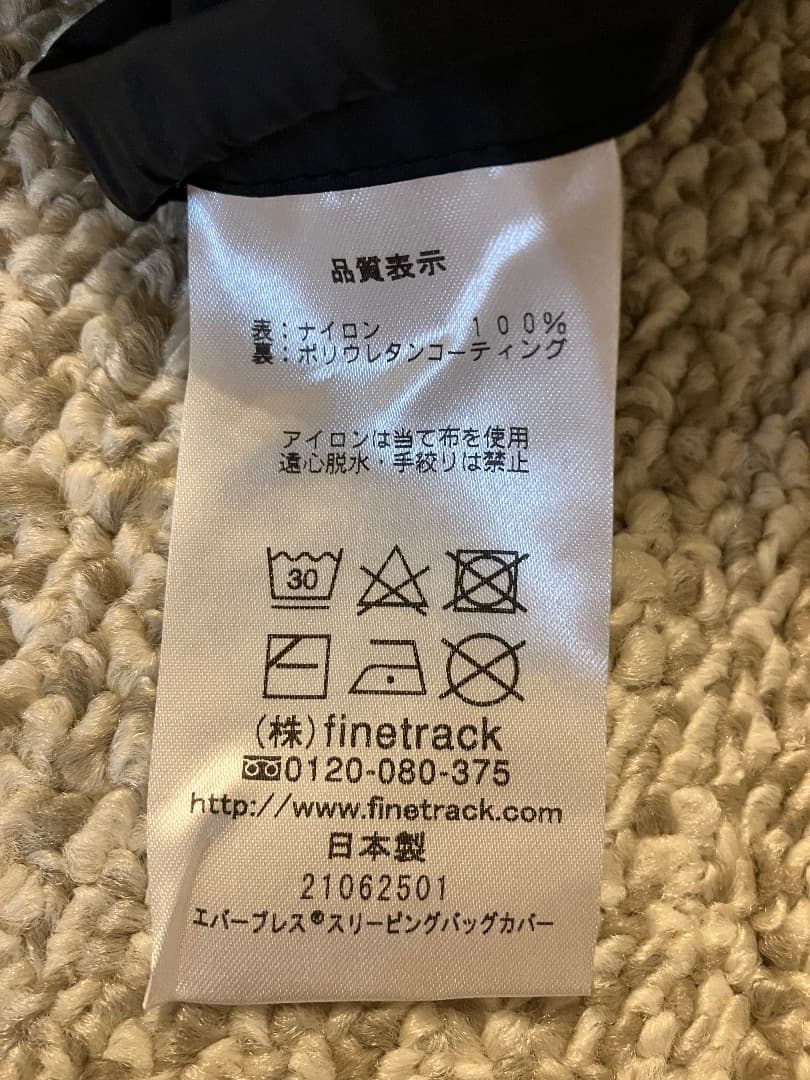 品質表示
表：ナイロン 100%
裏：ポリウレタンコーティング
アイロンは当て布を使用
遠心脱水・手絞りは禁止
30
(株)finetrack
0120-080-375
http://www.finetrack.com
日本製
21062501
エバーブレス®スリーピングバッグカバー